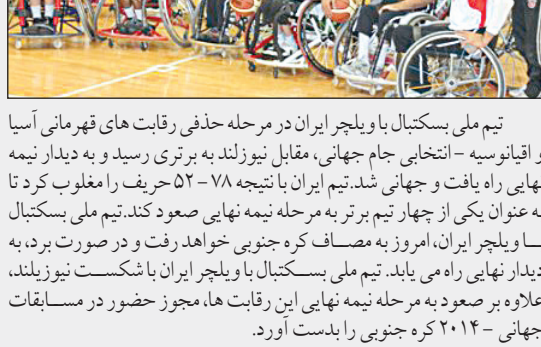 تیم ملی بسکتبال با ویلچر ایران در مرحله حذفی رقابت های قهرمانی آسیا
و اقیانوسیه - انتخابی جام جهانی، مقابل نیوزلند به برتری رسید و به دیدار نیمه
نهایی راه یافت و جهانی شد.تیم ایران با نتیجه ۷۸ - ۵۲ حریف را مغلوب کرد تا
به عنوان یکی از چهار تیم برتر به مرحله نیمه نهایی صعود کند.تیم ملی بسکتبال
با ویلچر ایران، امروز به مصاف کره جنوبی خواهد رفت و در صورت برد، به
دیدار نهایی راه می یابد. تیم ملی بسکتبال با ویلچر ایران با شکست نیوزیلند،
علاوه بر صعود به مرحله نیمه نهایی این رقابت ها، مجوز حضور در مسابقات
جهانی - ۲۰۱۴ کره جنوبی را بدست آورد.